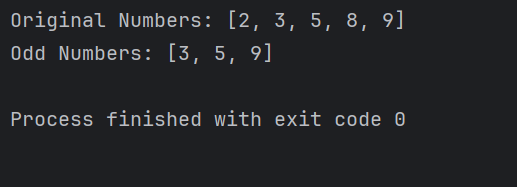 Original Numbers: [2, 3, 5, 8, 9]
Odd Numbers: [3, 5, 9]
Process finished with exit code 0